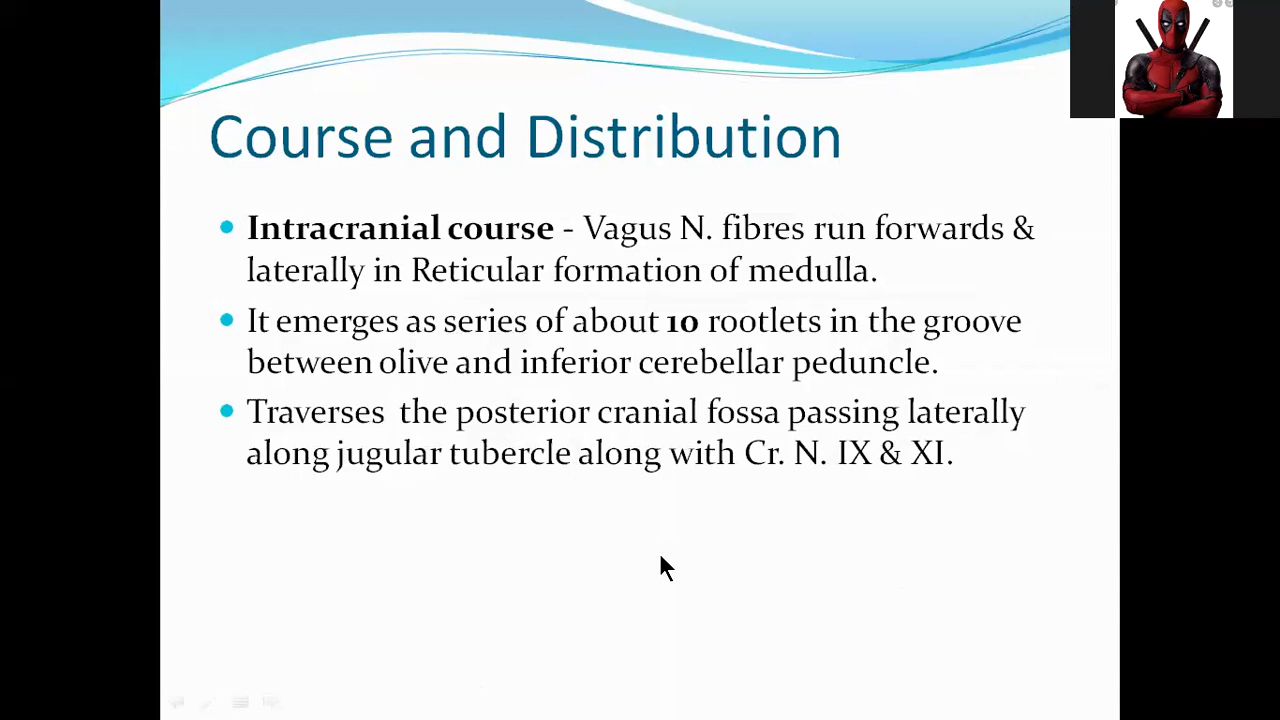 Course and Distribution
Intracranial course - Vagus N. fibres run forwards &
laterally in Reticular formation of medulla.
It emerges as series of about 10 rootlets in the groove
between olive and inferior cerebellar peduncle.
Traverses the posterior cranial fossa passing laterally
along jugular tubercle along with Cr. N. IX & XI.